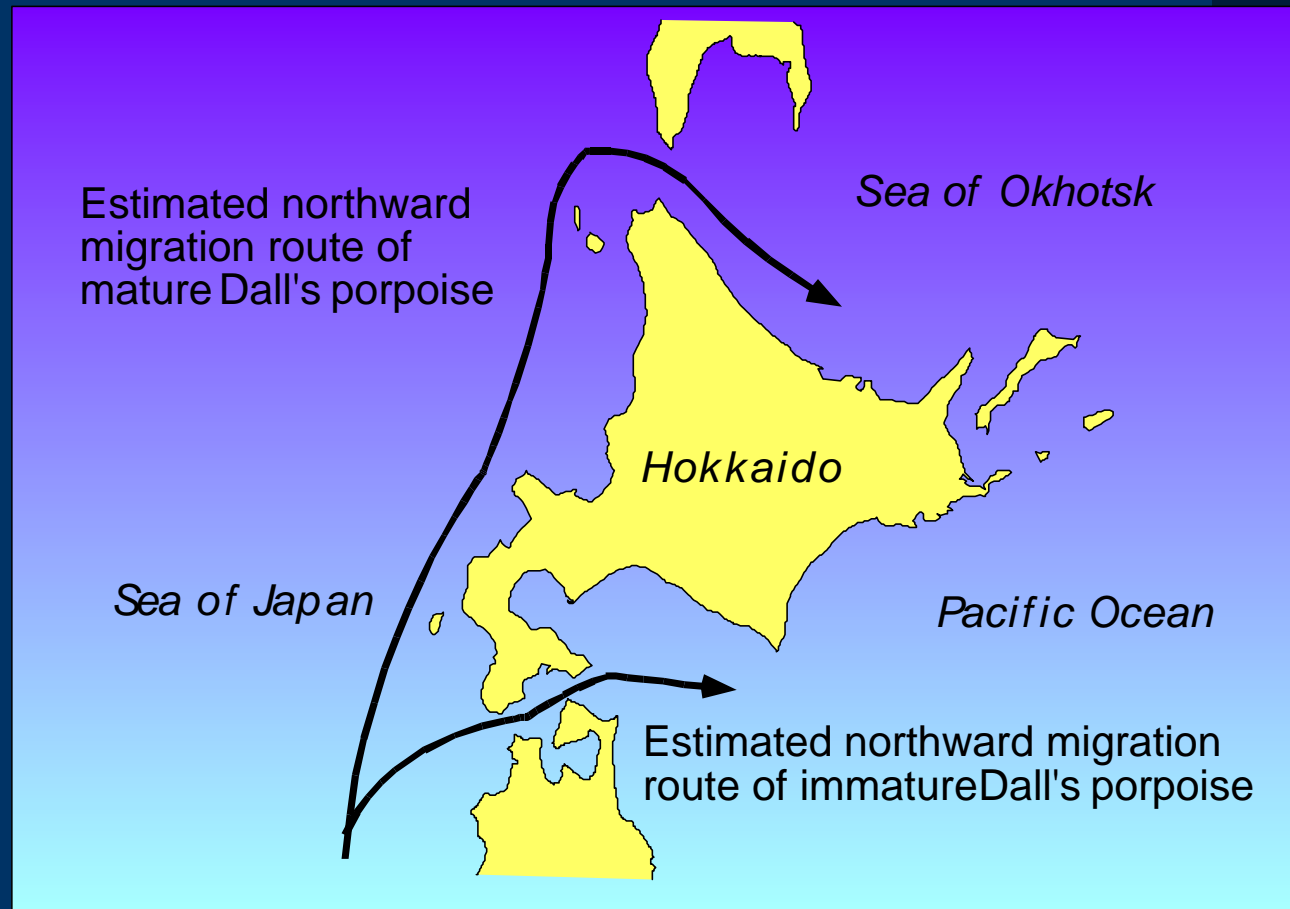 Estimated northward
migration route of
mature Dall's porpoise
Sea of Okhotsk
Hokkaido
Sea of Japan
Pacific Ocean
Estimated northward migration
route of immatureDall's porpoise